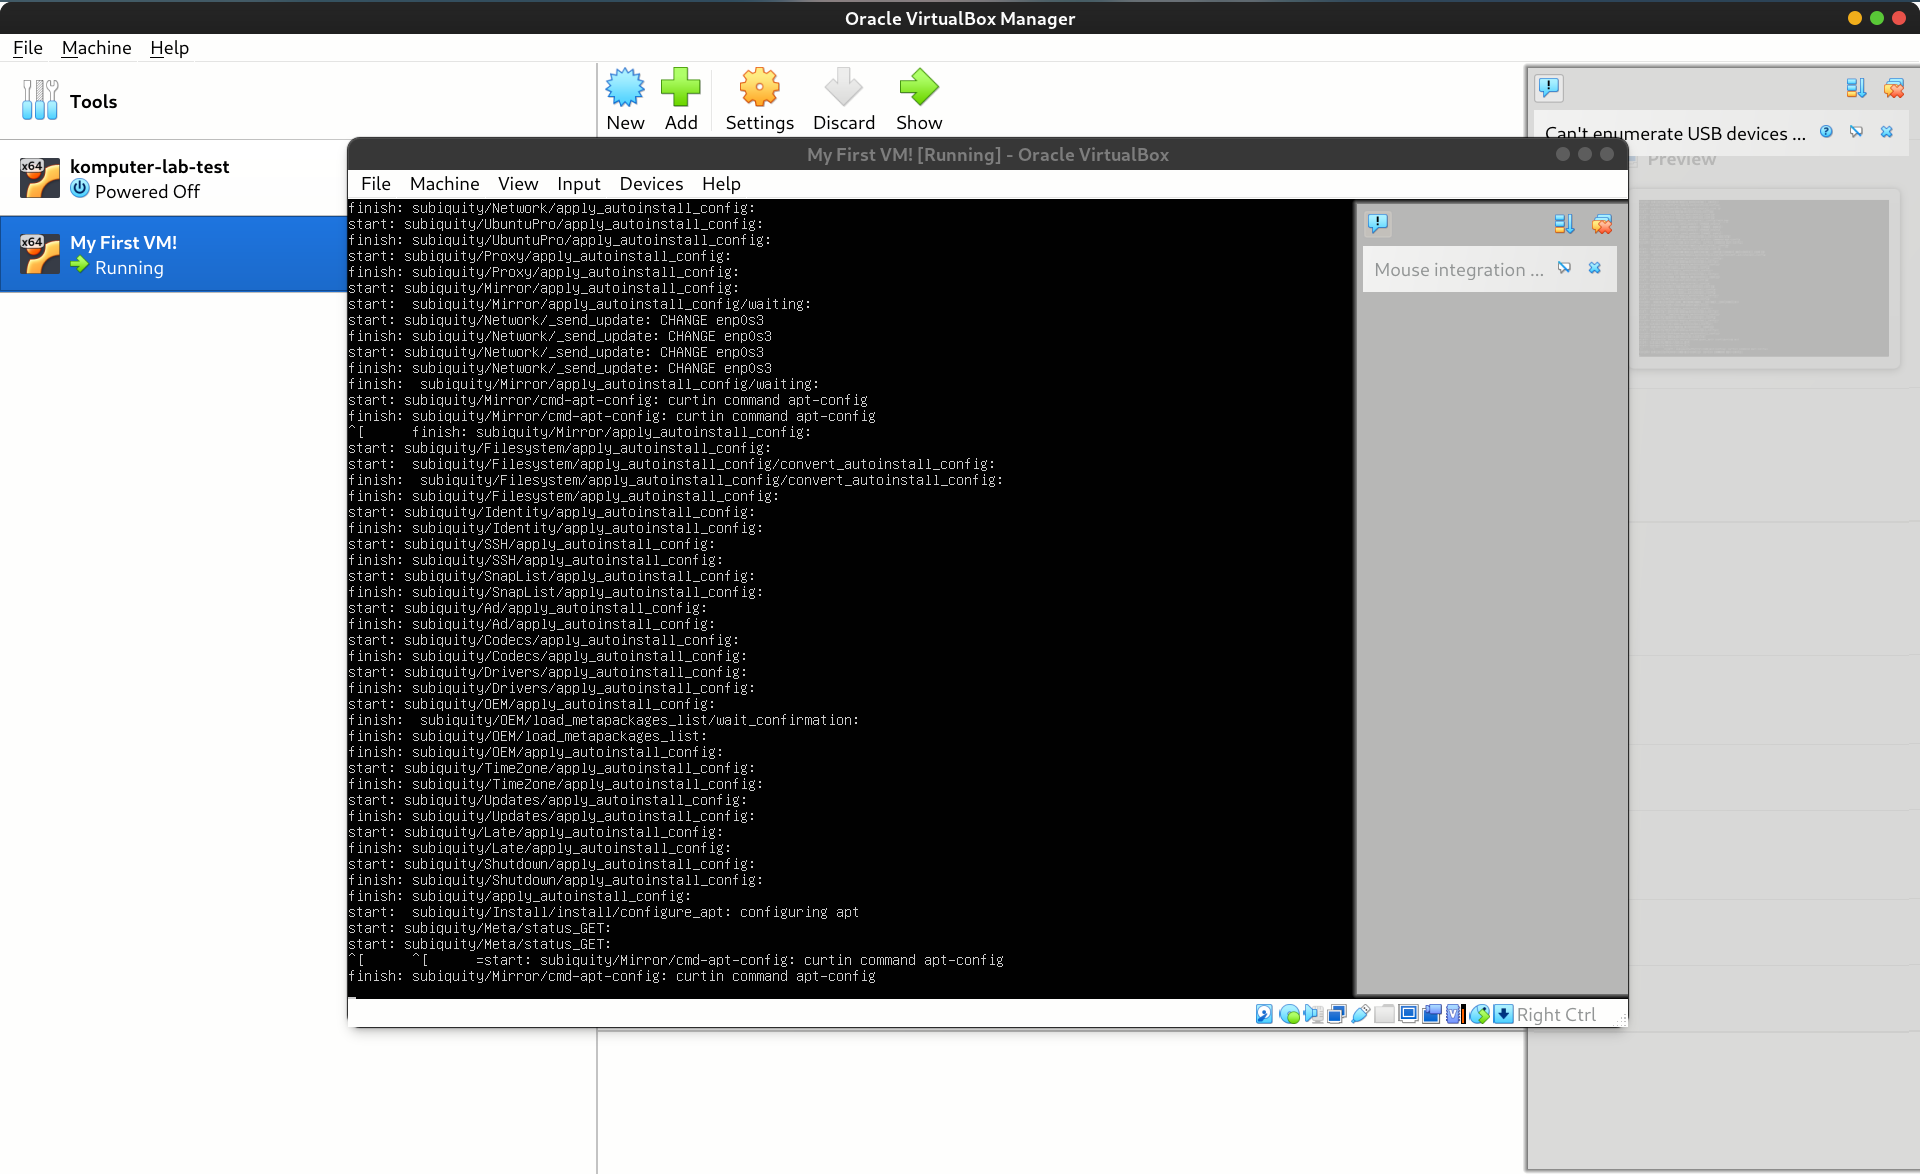 Oracle VirtualBox Manager
File Machine Help
Tools
New Add Settings Discard Show
Can't enumerate USB devices ...
Preview
x64 komputer-lab-test
Powered Off
x64 My First VM!
Running
My First VM! [Running] - Oracle VirtualBox
File Machine View Input Devices Help
finish: subiquity/Network/apply_autoinstall_config:
start: subiquity/UbuntuPro/apply_autoinstall_config:
finish: subiquity/UbuntuPro/apply_autoinstall_config:
start: subiquity/Proxy/apply_autoinstall_config:
finish: subiquity/Proxy/apply_autoinstall_config:
start: subiquity/Mirror/apply_autoinstall_config:
start:  subiquity/Mirror/apply_autoinstall_config/waiting:
start: subiquity/Network/_send_update: CHANGE enp0s3
finish: subiquity/Network/_send_update: CHANGE enp0s3
start: subiquity/Network/_send_update: CHANGE enp0s3
finish: subiquity/Network/_send_update: CHANGE enp0s3
finish:  subiquity/Mirror/apply_autoinstall_config/waiting:
start: subiquity/Mirror/cmd-apt-config: curtin command apt-config
finish: subiquity/Mirror/cmd-apt-config: curtin command apt-config
^[      finish: subiquity/Mirror/apply_autoinstall_config:
start: subiquity/Filesystem/apply_autoinstall_config:
start:  subiquity/Filesystem/apply_autoinstall_config/convert_autoinstall_config:
finish:  subiquity/Filesystem/apply_autoinstall_config/convert_autoinstall_config:
finish: subiquity/Filesystem/apply_autoinstall_config:
start: subiquity/Identity/apply_autoinstall_config:
finish: subiquity/Identity/apply_autoinstall_config:
start: subiquity/SSH/apply_autoinstall_config:
finish: subiquity/SSH/apply_autoinstall_config:
start: subiquity/SnapList/apply_autoinstall_config:
finish: subiquity/SnapList/apply_autoinstall_config:
start: subiquity/Ad/apply_autoinstall_config:
finish: subiquity/Ad/apply_autoinstall_config:
start: subiquity/Codecs/apply_autoinstall_config:
finish: subiquity/Codecs/apply_autoinstall_config:
start: subiquity/Drivers/apply_autoinstall_config:
finish: subiquity/Drivers/apply_autoinstall_config:
start: subiquity/OEM/apply_autoinstall_config:
finish:  subiquity/OEM/load_metapackages_list/wait_confirmation:
finish: subiquity/OEM/load_metapackages_list:
finish: subiquity/OEM/apply_autoinstall_config:
start: subiquity/TimeZone/apply_autoinstall_config:
finish: subiquity/TimeZone/apply_autoinstall_config:
start: subiquity/Updates/apply_autoinstall_config:
finish: subiquity/Updates/apply_autoinstall_config:
start: subiquity/Late/apply_autoinstall_config:
finish: subiquity/Late/apply_autoinstall_config:
start: subiquity/Shutdown/apply_autoinstall_config:
finish: subiquity/Shutdown/apply_autoinstall_config:
finish: subiquity/apply_autoinstall_config:
start:  subiquity/Install/install/configure_apt: configuring apt
start: subiquity/Meta/status_GET:
start: subiquity/Meta/status_GET:
^[      ^[      =start: subiquity/Mirror/cmd-apt-config: curtin command apt-config
finish: subiquity/Mirror/cmd-apt-config: curtin command apt-config
Mouse integration ...
Right Ctrl